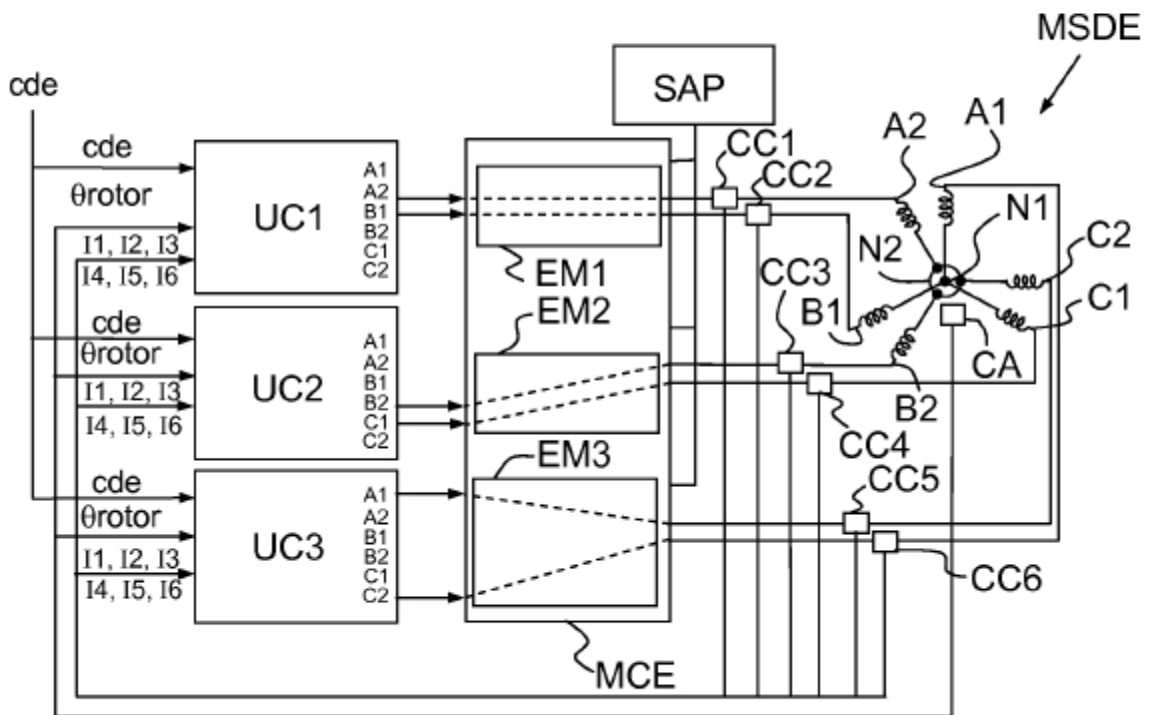 MSDE
cde
SAP
A2
A1
CC1
CC2
cde
θrotor
I1, I2, I3
I4, I5, I6
UC1
A1
A2
B1
B2
C1
C2
EM1
N1
N2
C2
C1
CC3
B1
CA
B2
cde
θrotor
I1, I2, I3
I4, I5, I6
UC2
A1
A2
B1
B2
C1
C2
EM2
CC4
EM3
CC5
cde
θrotor
I1, I2, I3
I4, I5, I6
UC3
A1
A2
B1
B2
C1
C2
CC6
MCE